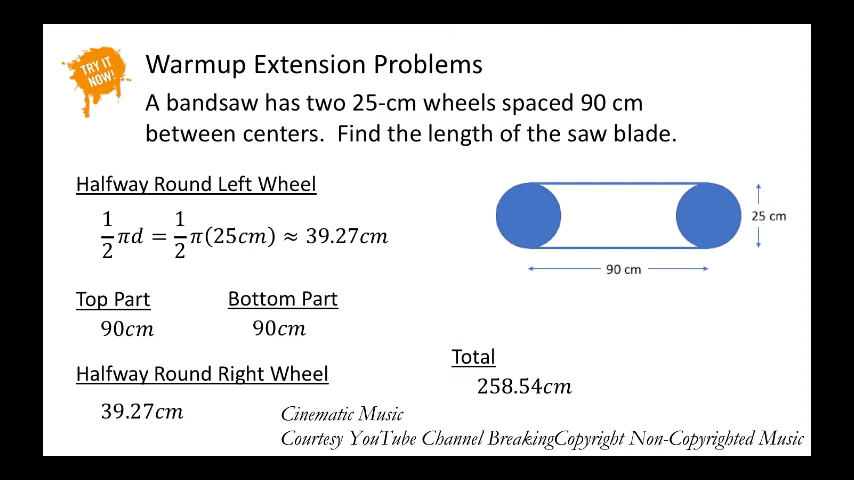 TRY IT
NOW!
Warmup Extension Problems
A bandsaw has two 25-cm wheels spaced 90 cm
between centers. Find the length of the saw blade.
Halfway Round Left Wheel
1/2 πd = 1/2 π(25cm) ≈ 39.27cm
25 cm
90 cm
Top Part
90cm
Bottom Part
90cm
Halfway Round Right Wheel
39.27cm
Total
258.54cm
Cinematic Music
Courtesy YouTube Channel BreakingCopyright Non-Copyrighted Music